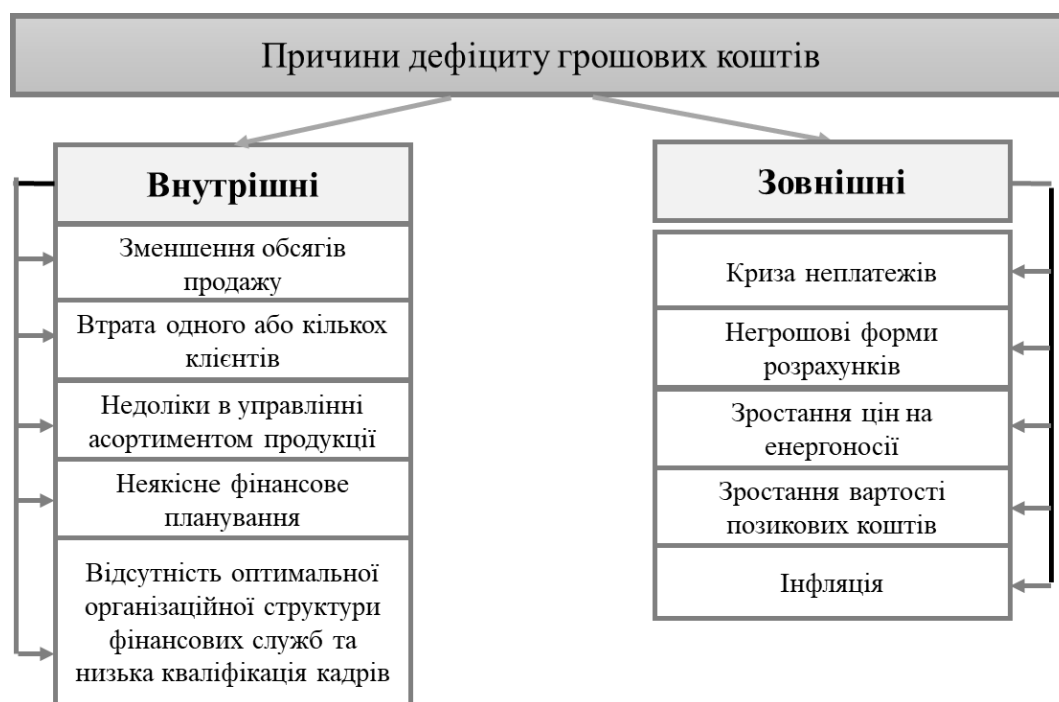 Причини дефіциту грошових коштів
Внутрішні
Зменшення обсягів
продажу
Втрата одного або кількох
клієнтів
Недоліки в управлінні
асортиментом продукції
Неякісне фінансове
планування
Відсутність оптимальної
організаційної структури
фінансових служб та
низька кваліфікація кадрів
Зовнішні
Криза неплатежів
Негрошові форми
розрахунків
Зростання цін на
енергоносії
Зростання вартості
позикових коштів
Інфляція